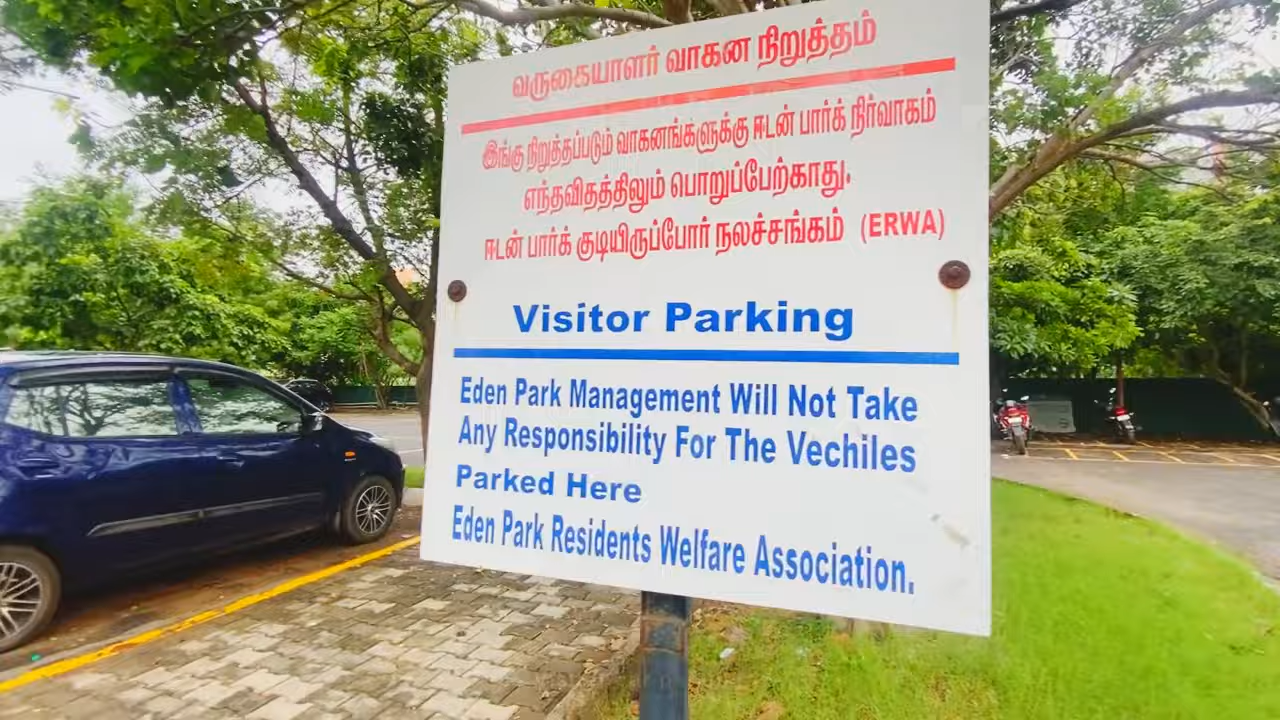 வருகையாளர் வாகன நிறுத்தம்
இங்கு நிறுத்தப்படும் வாகனங்களுக்கு ஈடன் பார்க் நிர்வாகம்
எந்தவிதத்திலும் பொறுப்பேற்காது.
ஈடன் பார்க் குடியிருப்போர் நலச்சங்கம் (ERWA)
Visitor Parking
Eden Park Management Will Not Take
Any Responsibility For The Vechiles
Parked Here
Eden Park Residents Welfare Association.